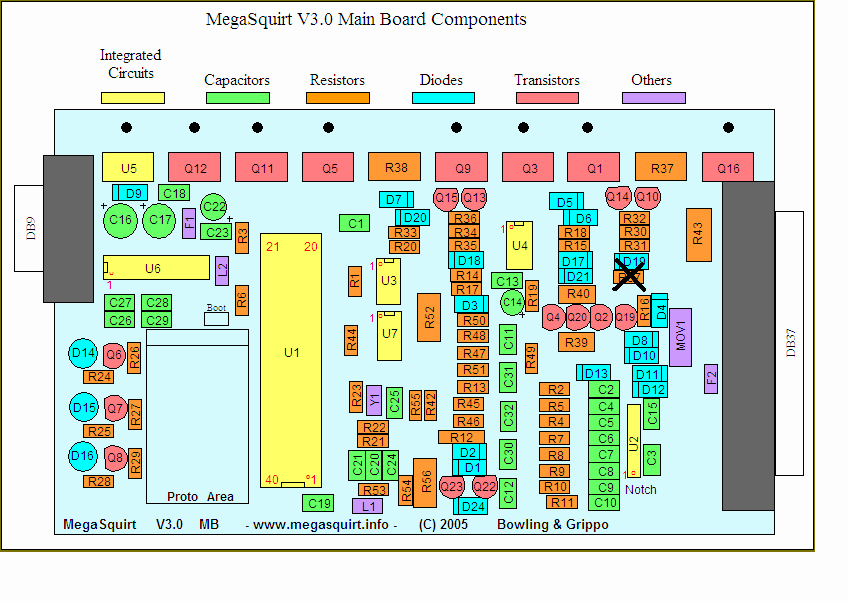 MegaSquirt V3.0 Main Board Components
Integrated
Circuits
Capacitors
Resistors
Diodes
Transistors
Others
U5 Q12 Q11 Q5 R38 Q9 Q3 Q1 R37 Q16
D9 C18
C16 C17 + + F1 C22 + C23 R3
DB9
U6
1
L2
R6
C27 C28
C26 C29
Boot
D14 Q6 R26
R24
D15 Q7 R27
R25
D16 Q8 R29
R28
Proto Area
21 20
U1
40 1
C19
C1
D7
D20
R33
R20
R1
1
U3
1
U7
R52
R44
R23 Y1 C25 R55 R42
R22
R21
C21 C20 C24
R53
L1
R54 R56
Q15 Q13
R36
R34
R35
D18
R14
R17
D3
R50
R48
R47
R51
R13
R45
R46
R12
D2
D1
Q23 Q22
D24
1
U4
C13
C14
+
R19
C11
R49
C31
C32
C30
C12
D5
D6
R18
R15
D17
D21
R40
Q4 Q20 Q2 Q19
R39
D13
R2
R5
R4
R7
R8
R9
R10
R11
C2
C4
C5
C6
C7
C8
C9
C10
Q14 Q10
R32
R30
R31
D19
R43
R16 D4
MOV1
D8
D10
D11
D12
F2
C15
U2
1
C3
Notch
DB37
MegaSquirt V3.0 MB - www.megasquirt.info - (C) 2005 Bowling & Grippo